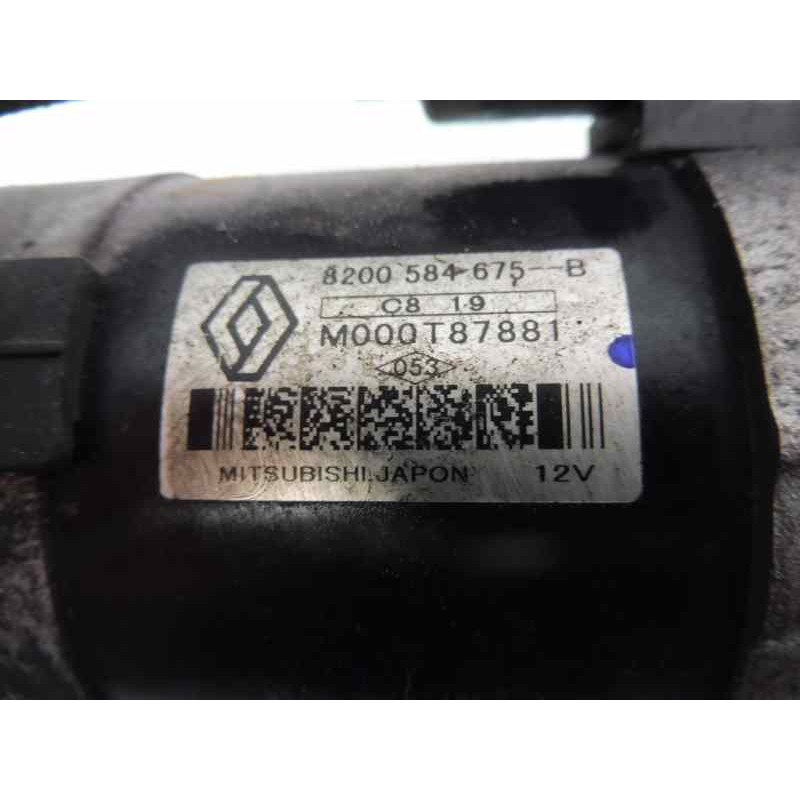 8200 584 675--B
C8 19
M000T87881
053
MITSUBISHI.JAPON 12V